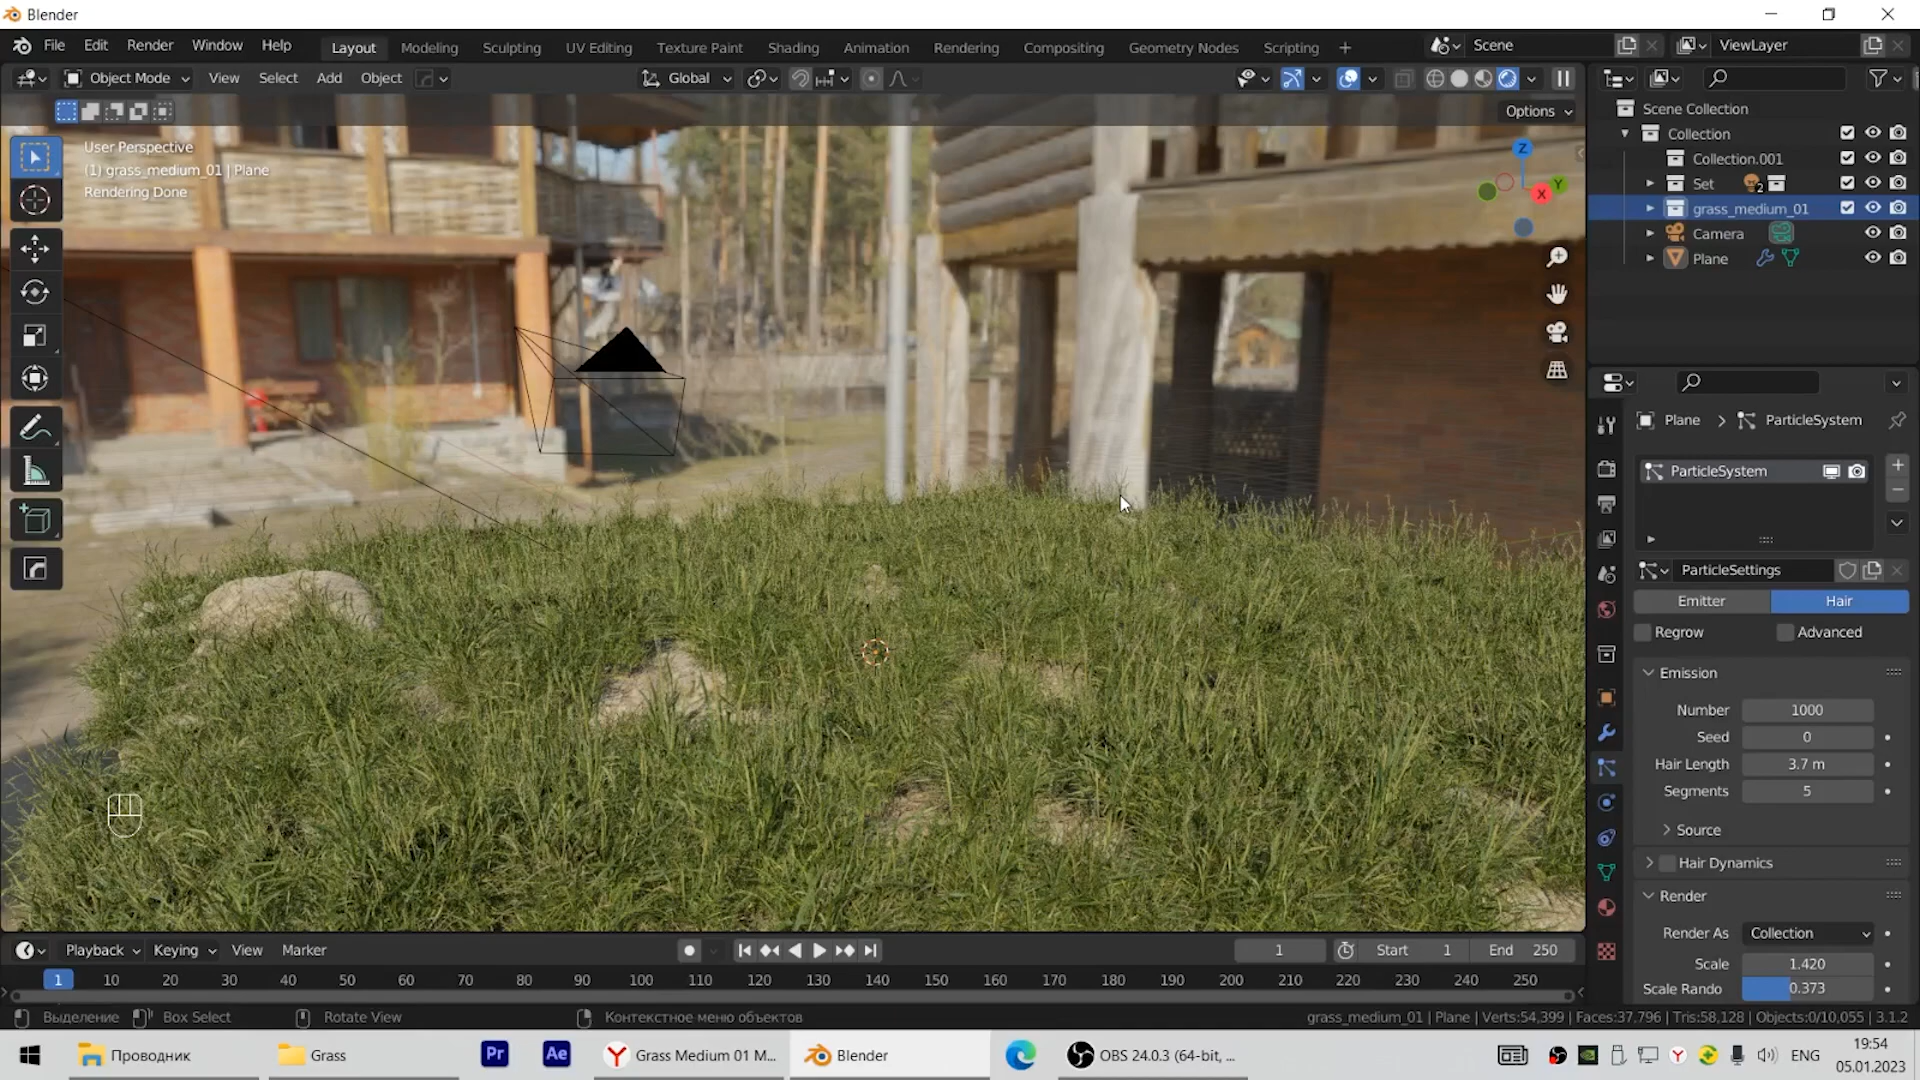 Blender
File Edit Render Window Help Layout Modeling Sculpting UV Editing Texture Paint Shading Animation Rendering Compositing Geometry Nodes Scripting + Scene ViewLayer
Object Mode View Select Add Object Global
Options
User Perspective
(1) grass_medium_01 | Plane
Rendering Done
Z
Y
X
Scene Collection
Collection
Collection.001
Set 2
grass_medium_01
Camera
Plane
Plane > ParticleSystem
ParticleSystem
ParticleSettings
Emitter Hair
Regrow Advanced
Emission
Number 1000
Seed 0
Hair Length 3.7 m
Segments 5
Source
Hair Dynamics
Render
Render As Collection
Scale 1.420
Scale Rando 0.373
Playback Keying View Marker 1 Start 1 End 250
1 10 20 30 40 50 60 70 80 90 100 110 120 130 140 150 160 170 180 190 200 210 220 230 240 250
Выделение Box Select Rotate View Контекстное меню объектов grass_medium_01 | Plane | Verts:54,399 | Faces:37,796 | Tris:58,128 | Objects:0/10,055 | 3.1.2
Проводник Grass Pr Ae Grass Medium 01 M... Blender OBS 24.0.3 (64-bit, ... ENG 19:54
05.01.2023